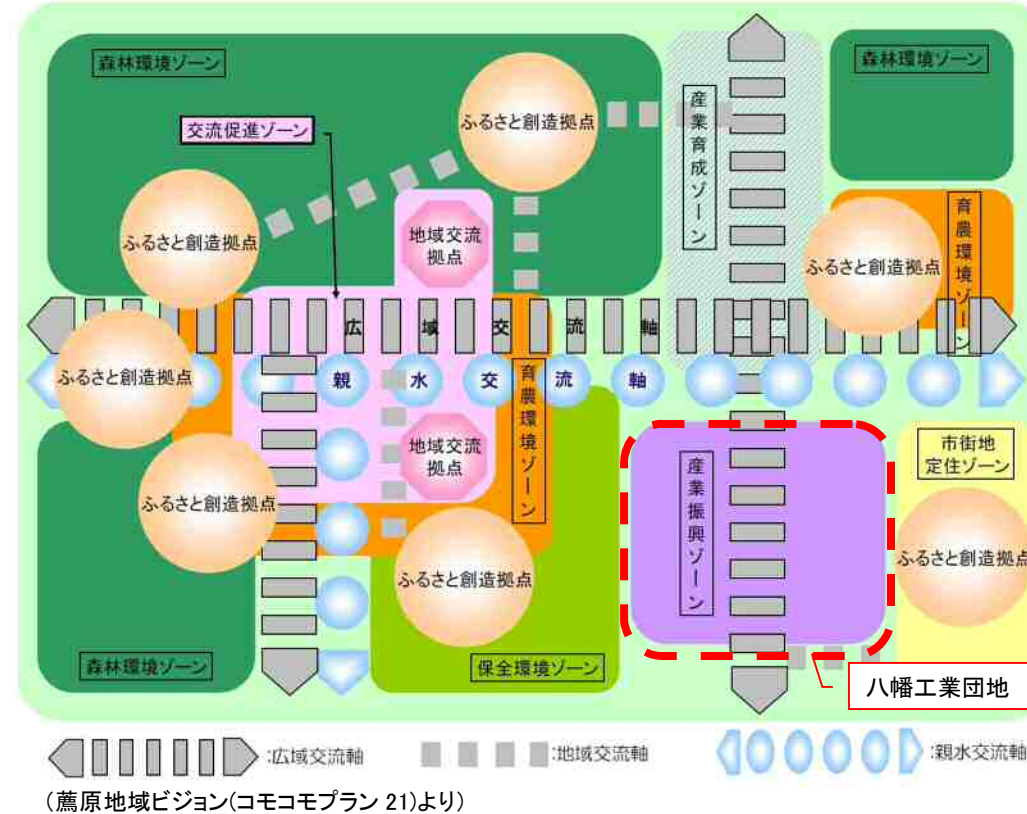 森林環境ゾーン
森林環境ゾーン
交流促進ゾーン
ふるさと創造拠点
産業育成ゾーン
ふるさと創造拠点
地域交流
拠点
ふるさと創造拠点
育農環境ゾーン
広域交流軸
ふるさと創造拠点
親水交流軸
育農環境ゾーン
地域交流
拠点
ふるさと創造拠点
産業振興ゾーン
市街地
定住ゾーン
ふるさと創造拠点
ふるさと創造拠点
森林環境ゾーン
保全環境ゾーン
八幡工業団地
:広域交流軸
:地域交流軸
:親水交流軸
(薦原地域ビジョン(コモコモプラン 21)より)